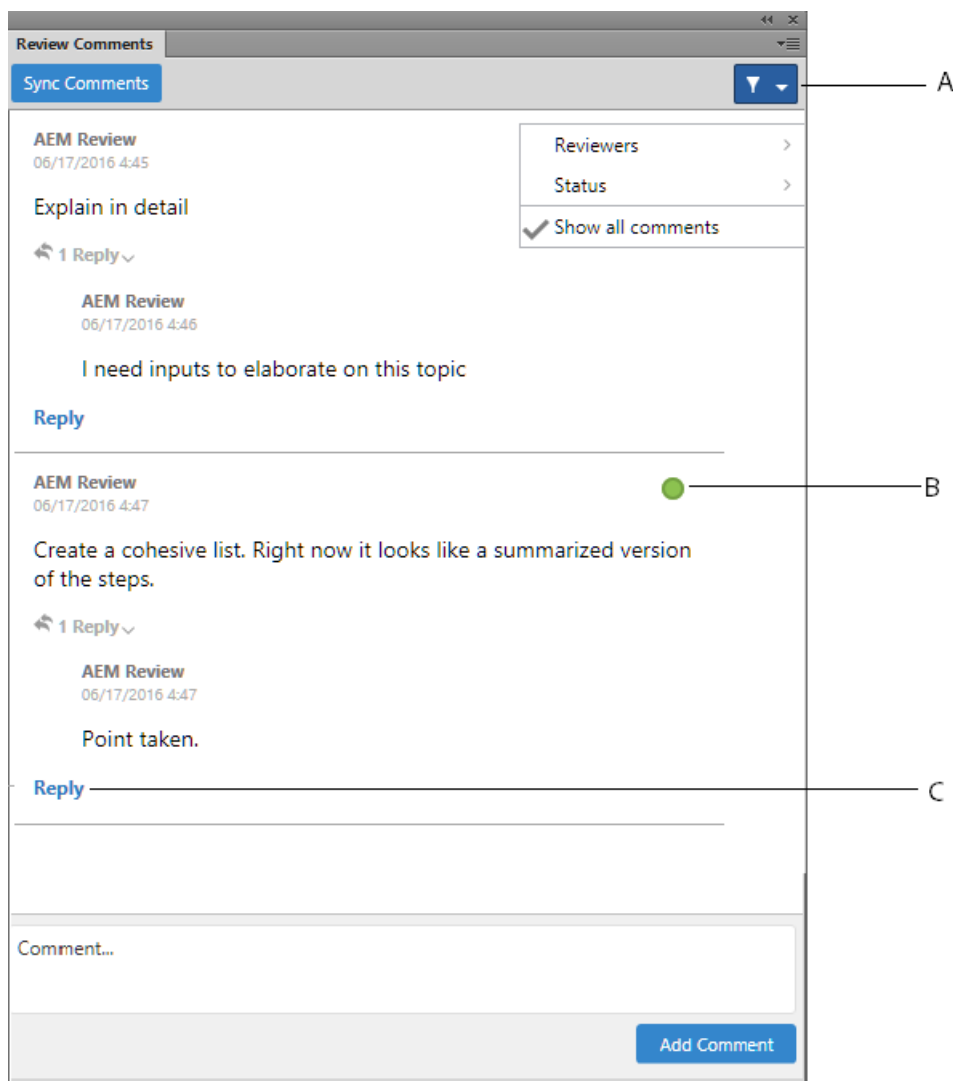 Review Comments
Sync Comments
A
AEM Review
06/17/2016 4:45
Reviewers
Status
Show all comments
Explain in detail
1 Reply
AEM Review
06/17/2016 4:46
I need inputs to elaborate on this topic
Reply
AEM Review
B
06/17/2016 4:47
Create a cohesive list. Right now it looks like a summarized version
of the steps.
1 Reply
AEM Review
06/17/2016 4:47
Point taken.
Reply
C
Comment...
Add Comment